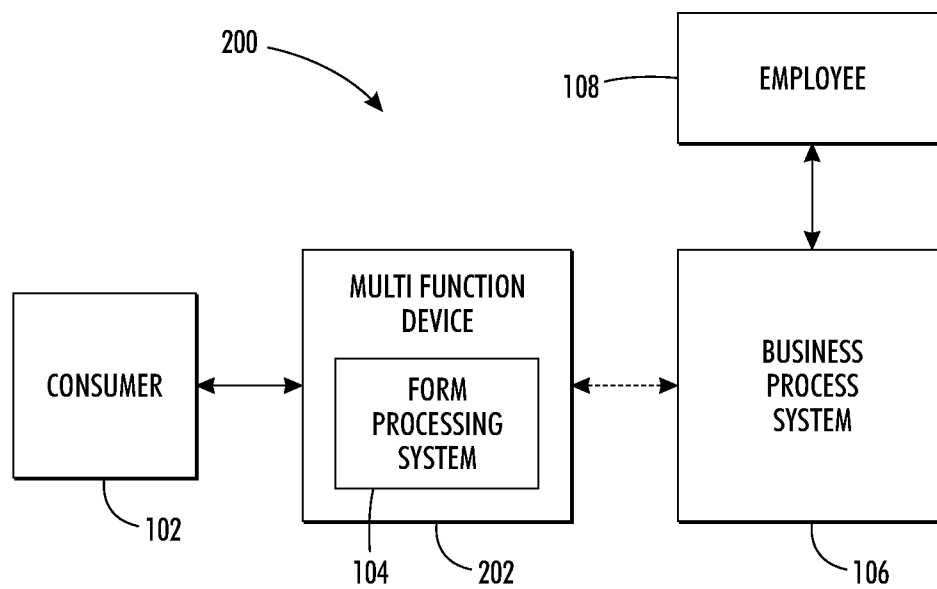 200
108
EMPLOYEE
MULTI FUNCTION
DEVICE
CONSUMER
FORM
PROCESSING
SYSTEM
BUSINESS
PROCESS
SYSTEM
102
104
202
106